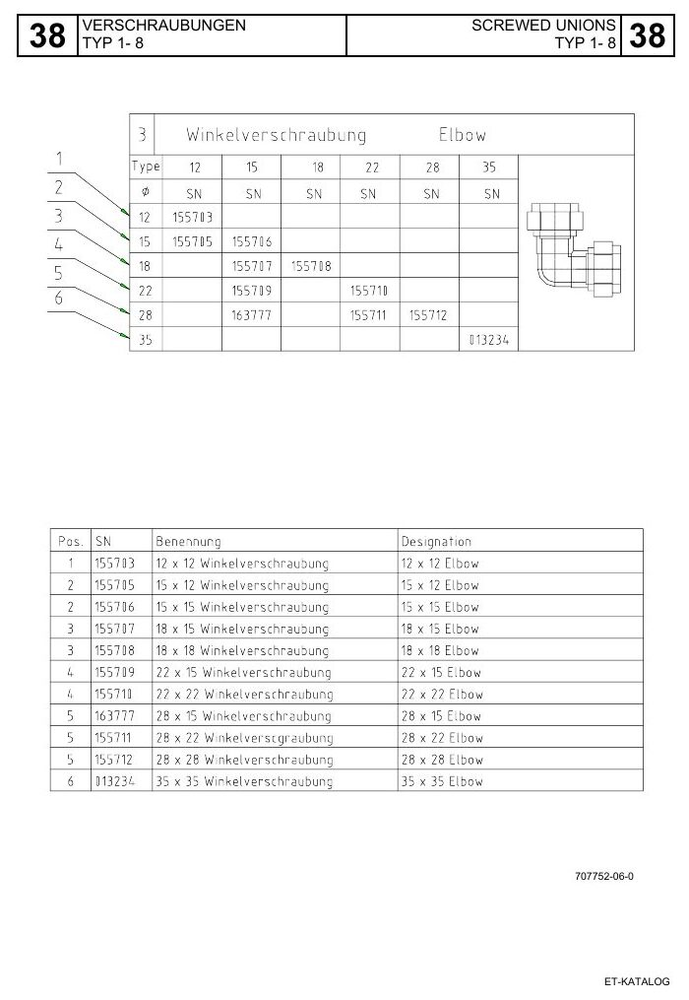 38 VERSCHRAUBUNGEN SCREWED UNIONS 38
TYP 1- 8 TYP 1- 8
3 Winkelverschraubung Elbow
Type 12 15 18 22 28 35
ϕ SN SN SN SN SN SN
1
12 155703
2
15 155705 155706
3
18 155707 155708
4
22 155709 155710
5
28 163777 155711 155712
6
35 013234
Pos. SN Benennung Designation
1 155703 12 x 12 Winkelverschraubung 12 x 12 Elbow
2 155705 15 x 12 Winkelverschraubung 15 x 12 Elbow
2 155706 15 x 15 Winkelverschraubung 15 x 15 Elbow
3 155707 18 x 15 Winkelverschraubung 18 x 15 Elbow
3 155708 18 x 18 Winkelverschraubung 18 x 18 Elbow
4 155709 22 x 15 Winkelverschraubung 22 x 15 Elbow
4 155710 22 x 22 Winkelverschraubung 22 x 22 Elbow
5 163777 28 x 15 Winkelverschraubung 28 x 15 Elbow
5 155711 28 x 22 Winkelverscgraubung 28 x 22 Elbow
5 155712 28 x 28 Winkelverschraubung 28 x 28 Elbow
6 013234 35 x 35 Winkelverschraubung 35 x 35 Elbow
707752-06-0
ET-KATALOG